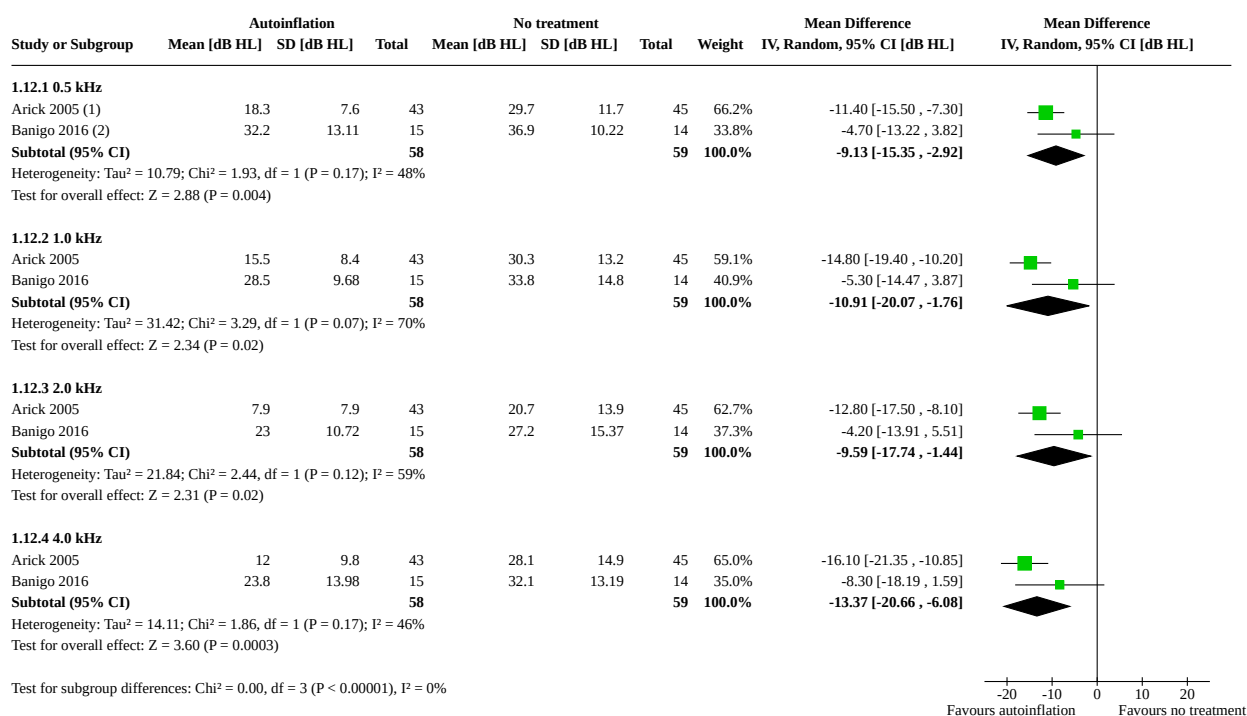 Autoinflation No treatment Mean Difference Mean Difference
Study or Subgroup Mean [dB HL] SD [dB HL] Total Mean [dB HL] SD [dB HL] Total Weight IV, Random, 95% CI [dB HL] IV, Random, 95% CI [dB HL]
1.12.1 0.5 kHz
Arick 2005 (1) 18.3 7.6 43 29.7 11.7 45 66.2% -11.40 [-15.50 , -7.30]
Banigo 2016 (2) 32.2 13.11 15 36.9 10.22 14 33.8% -4.70 [-13.22 , 3.82]
Subtotal (95% CI) 58 59 100.0% -9.13 [-15.35 , -2.92]
Heterogeneity: Tau² = 10.79; Chi² = 1.93, df = 1 (P = 0.17); I² = 48%
Test for overall effect: Z = 2.88 (P = 0.004)
1.12.2 1.0 kHz
Arick 2005 15.5 8.4 43 30.3 13.2 45 59.1% -14.80 [-19.40 , -10.20]
Banigo 2016 28.5 9.68 15 33.8 14.8 14 40.9% -5.30 [-14.47 , 3.87]
Subtotal (95% CI) 58 59 100.0% -10.91 [-20.07 , -1.76]
Heterogeneity: Tau² = 31.42; Chi² = 3.29, df = 1 (P = 0.07); I² = 70%
Test for overall effect: Z = 2.34 (P = 0.02)
1.12.3 2.0 kHz
Arick 2005 7.9 7.9 43 20.7 13.9 45 62.7% -12.80 [-17.50 , -8.10]
Banigo 2016 23 10.72 15 27.2 15.37 14 37.3% -4.20 [-13.91 , 5.51]
Subtotal (95% CI) 58 59 100.0% -9.59 [-17.74 , -1.44]
Heterogeneity: Tau² = 21.84; Chi² = 2.44, df = 1 (P = 0.12); I² = 59%
Test for overall effect: Z = 2.31 (P = 0.02)
1.12.4 4.0 kHz
Arick 2005 12 9.8 43 28.1 14.9 45 65.0% -16.10 [-21.35 , -10.85]
Banigo 2016 23.8 13.98 15 32.1 13.19 14 35.0% -8.30 [-18.19 , 1.59]
Subtotal (95% CI) 58 59 100.0% -13.37 [-20.66 , -6.08]
Heterogeneity: Tau² = 14.11; Chi² = 1.86, df = 1 (P = 0.17); I² = 46%
Test for overall effect: Z = 3.60 (P = 0.0003)
Test for subgroup differences: Chi² = 0.00, df = 3 (P < 0.00001), I² = 0%
-20 -10 0 10 20
Favours autoinflation Favours no treatment